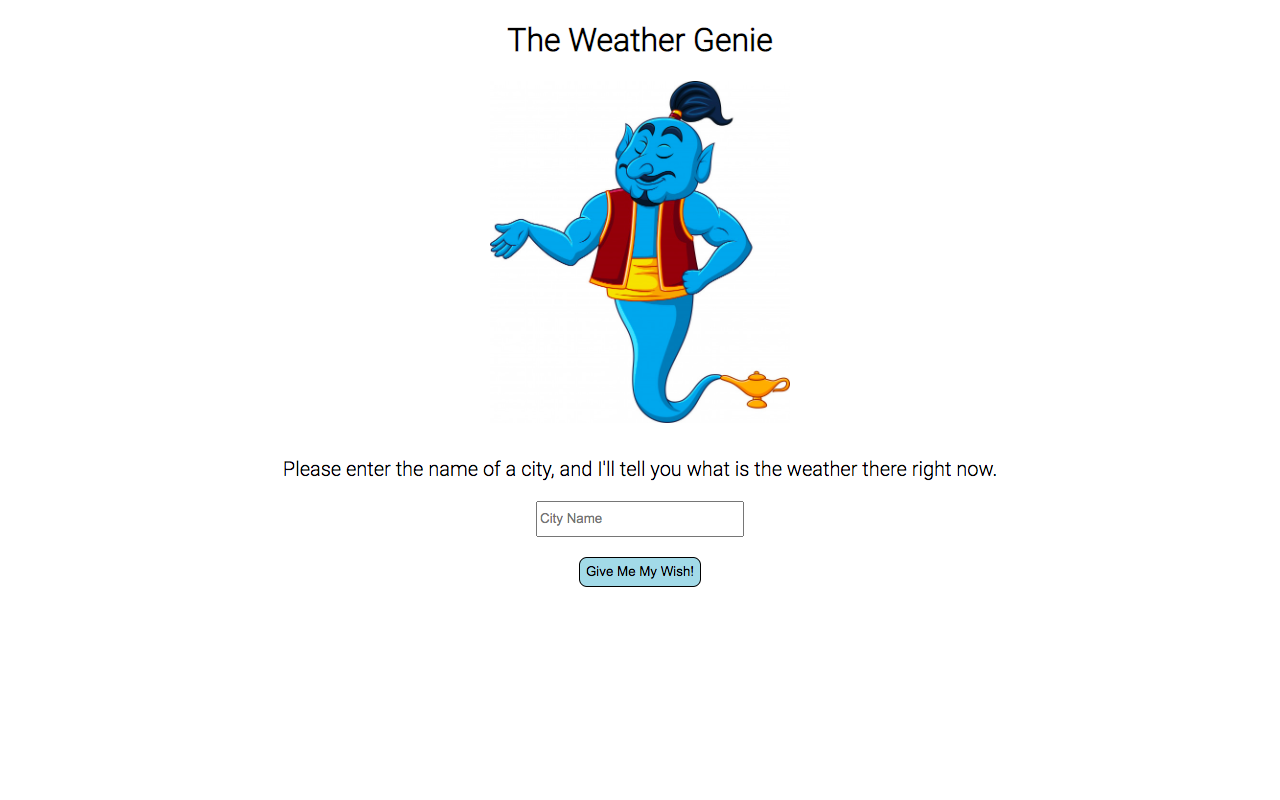 The Weather Genie
Please enter the name of a city, and I'll tell you what is the weather there right now.
City Name
Give Me My Wish!